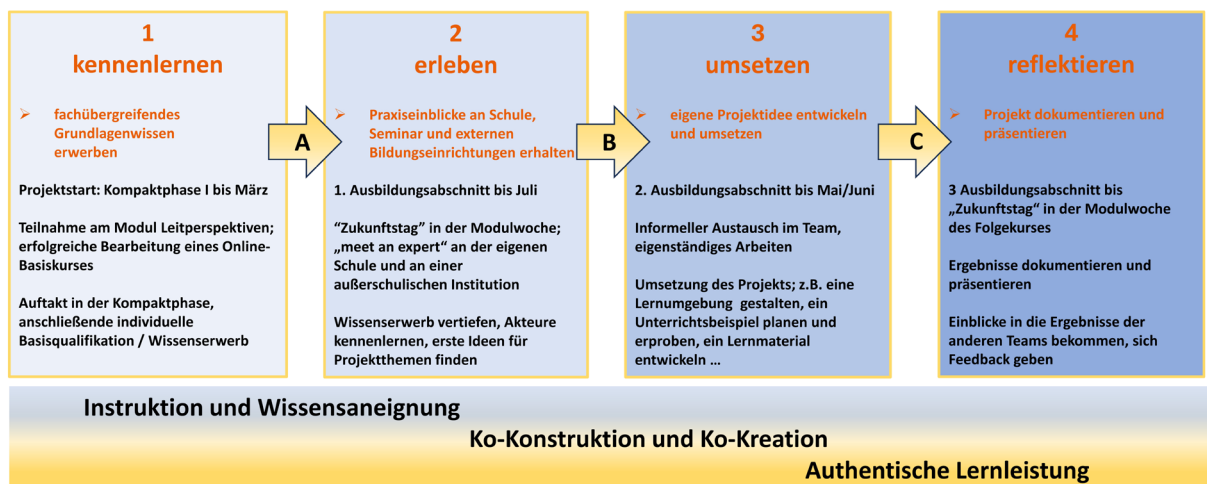 1
kennenlernen
➢ fachübergreifendes
Grundlagenwissen
erwerben
Projektstart: Kompaktphase I bis März
Teilnahme am Modul Leitperspektiven;
erfolgreiche Bearbeitung eines Online-
Basiskurses
Auftakt in der Kompaktphase,
anschließende individuelle
Basisqualifikation / Wissenserwerb
A
2
erleben
➢ Praxiseinblicke an Schule,
Seminar und externen
Bildungseinrichtungen erhalten
1. Ausbildungsabschnitt bis Juli
“Zukunftstag” in der Modulwoche;
„meet an expert“ an der eigenen
Schule und an einer
außerschulischen Institution
Wissenserwerb vertiefen, Akteure
kennenlernen, erste Ideen für
Projektthemen finden
B
3
umsetzen
➢ eigene Projektidee entwickeln
und umsetzen
2. Ausbildungsabschnitt bis Mai/Juni
Informeller Austausch im Team,
eigenständiges Arbeiten
Umsetzung des Projekts; z.B. eine
Lernumgebung gestalten, ein
Unterrichtsbeispiel planen und
erproben, ein Lernmaterial
entwickeln …
C
4
reflektieren
➢ Projekt dokumentieren und
präsentieren
3 Ausbildungsabschnitt bis
„Zukunftstag“ in der Modulwoche
des Folgekurses
Ergebnisse dokumentieren und
präsentieren
Einblicke in die Ergebnisse der
anderen Teams bekommen, sich
Feedback geben
Instruktion und Wissensaneignung
Ko-Konstruktion und Ko-Kreation
Authentische Lernleistung